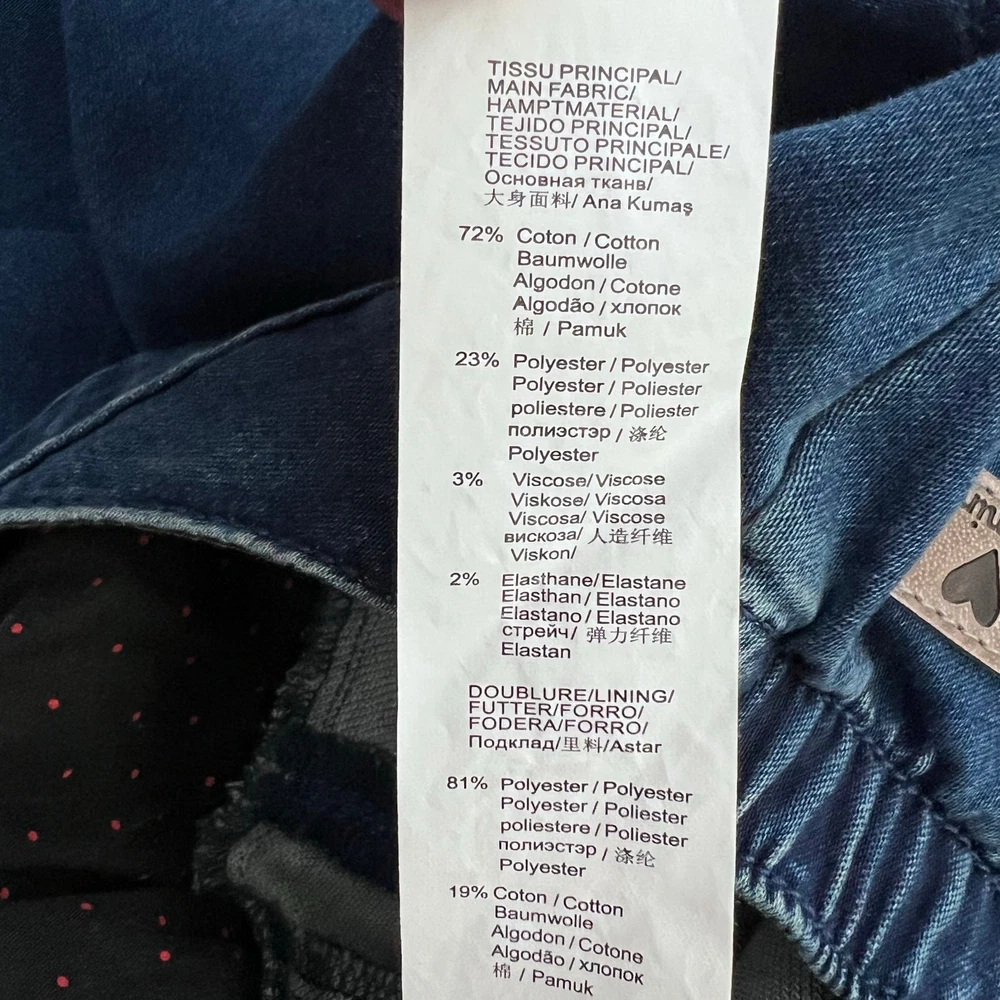 TISSU PRINCIPAL/
MAIN FABRIC/
HAMPTMATERIAL/
TEJIDO PRINCIPAL/
TESSUTO PRINCIPALE/
TECIDO PRINCIPAL/
Основная тканв/
大身面料/ Ana Kumaş
72% Coton / Cotton
Baumwolle
Algodon / Cotone
Algodão / хлопок
棉 / Pamuk
23% Polyester / Polyester
Polyester / Poliester
poliestere / Poliester
полиэстэр / 涤纶
Polyester
3% Viscose/ Viscose
Viskose/ Viscosa
Viscosa/ Viscose
вискоза/ 人造纤维
Viskon/
2% Elasthane/Elastane
Elasthan / Elastano
Elastano / Elastano
стрейч/ 弹力纤维
Elastan
DOUBLURE/LINING/
FUTTER/FORRO/
FODERA/FORRO/
Подклад/里料/Astar
81% Polyester / Polyester
Polyester / Poliester
poliestere / Poliester
полиэстэр / 涤纶
Polyester
19% Coton / Cotton
Baumwolle
Algodon / Cotone
Algodão / хлопок
棉 / Pamuk